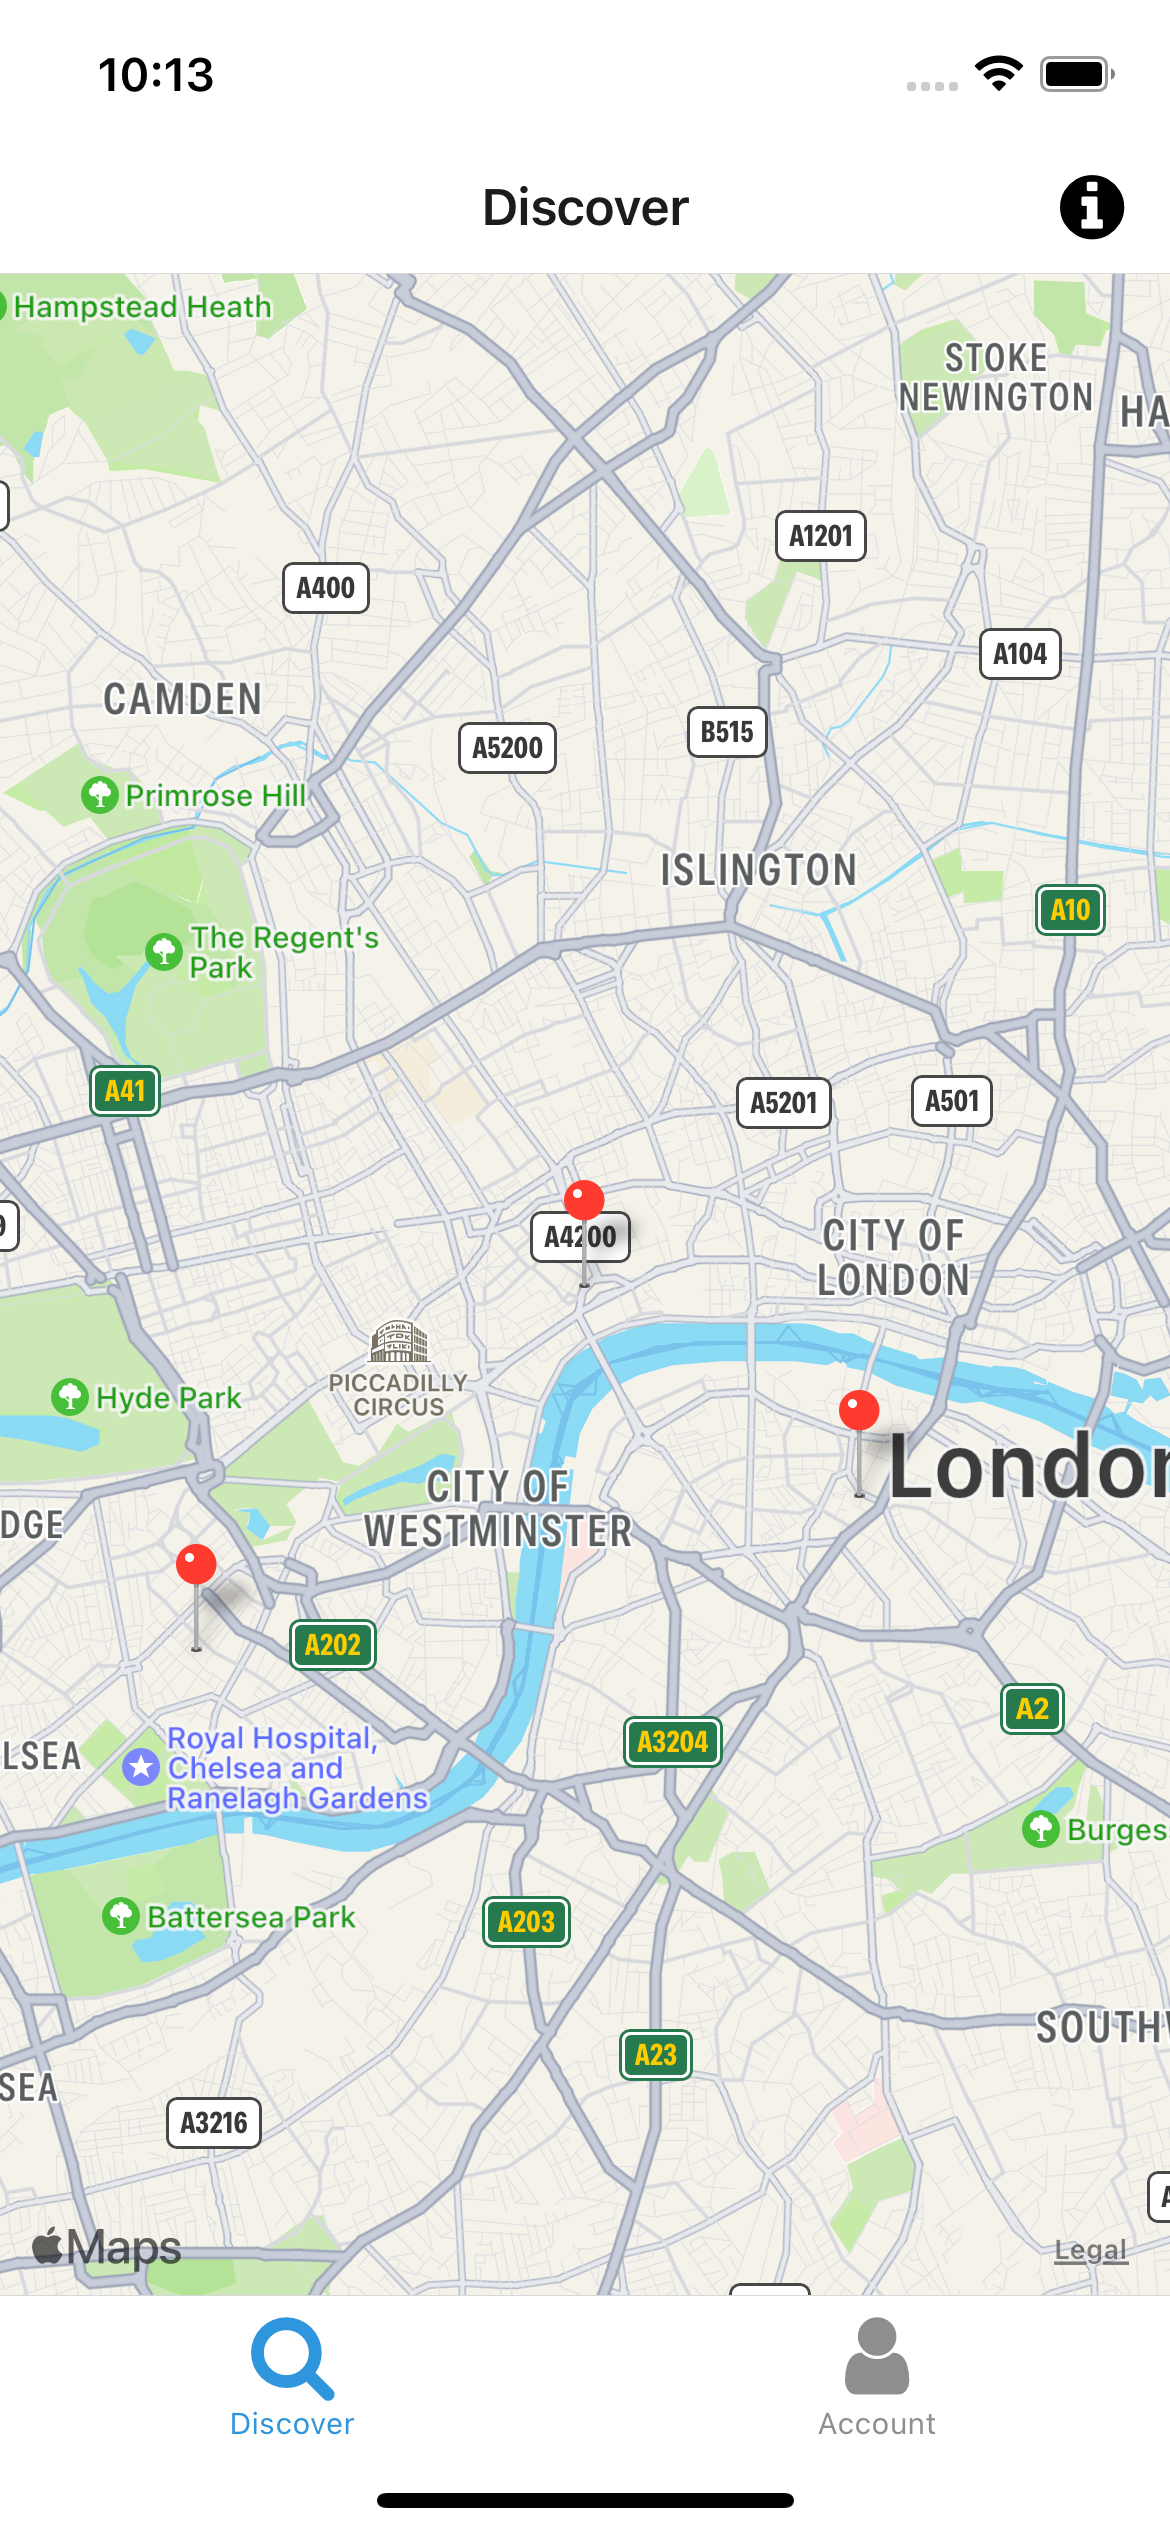 10:13
Discover
Hampstead Heath
STOKE
NEWINGTON
HA
A1201
A400
A104
CAMDEN
B515
A5200
Primrose Hill
ISLINGTON
A10
The Regent's
Park
A41
A5201
A501
A4200
9
CITY OF
LONDON
PICCADILLY
CIRCUS
Hyde Park
London
CITY OF
WESTMINSTER
DGE
A202
A2
A3204
Royal Hospital,
Chelsea and
Ranelagh Gardens
LSEA
Burges
Battersea Park
A203
SOUTHW
A23
SEA
A3216
A
Maps
Legal
Discover
Account